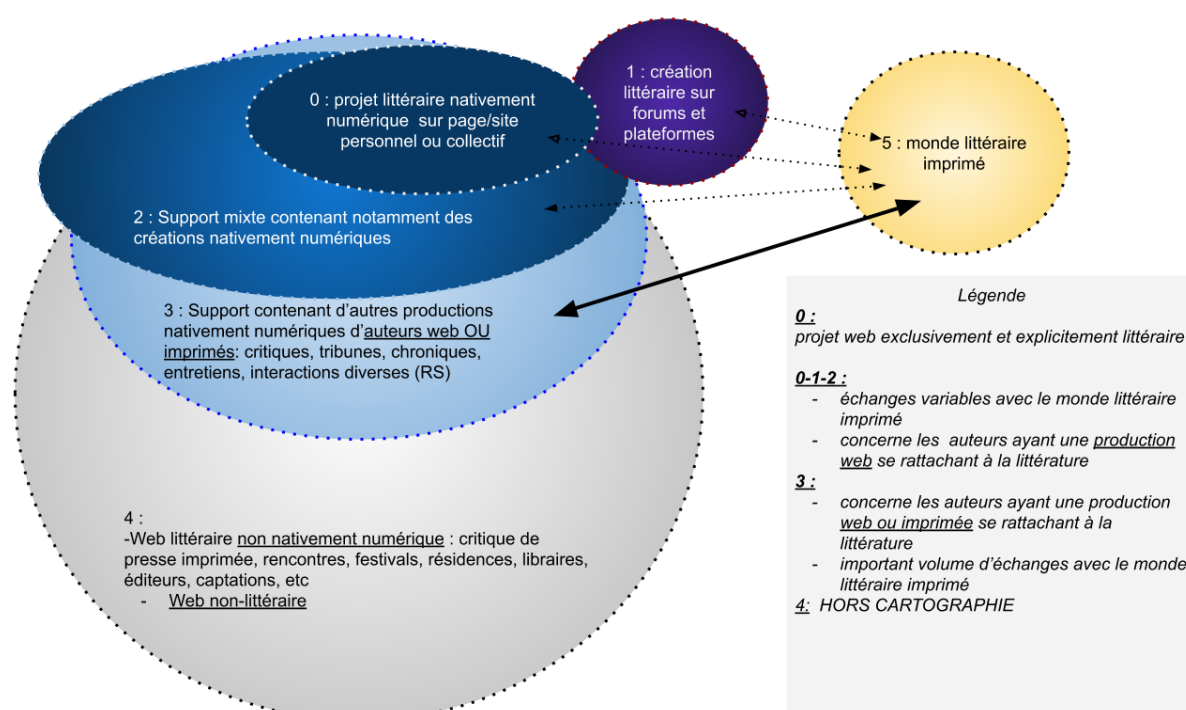 0 : projet littéraire nativement
numérique sur page/site
personnel ou collectif
1 : création
littéraire sur
forums et
plateformes
5 : monde littéraire
imprimé
2 : Support mixte contenant notamment des
créations nativement numériques
3 : Support contenant d’autres productions
nativement numériques d’auteurs web OU
imprimés: critiques, tribunes, chroniques,
entretiens, interactions diverses (RS)
4 :
-Web littéraire non nativement numérique : critique de
presse imprimée, rencontres, festivals, résidences, libraires,
éditeurs, captations, etc
- Web non-littéraire
Légende
0 :
projet web exclusivement et explicitement littéraire
0-1-2 :
- échanges variables avec le monde littéraire
imprimé
- concerne les auteurs ayant une production
web se rattachant à la littérature
3 :
- concerne les auteurs ayant une production
web ou imprimée se rattachant à la
littérature
- important volume d’échanges avec le monde
littéraire imprimé
4: HORS CARTOGRAPHIE